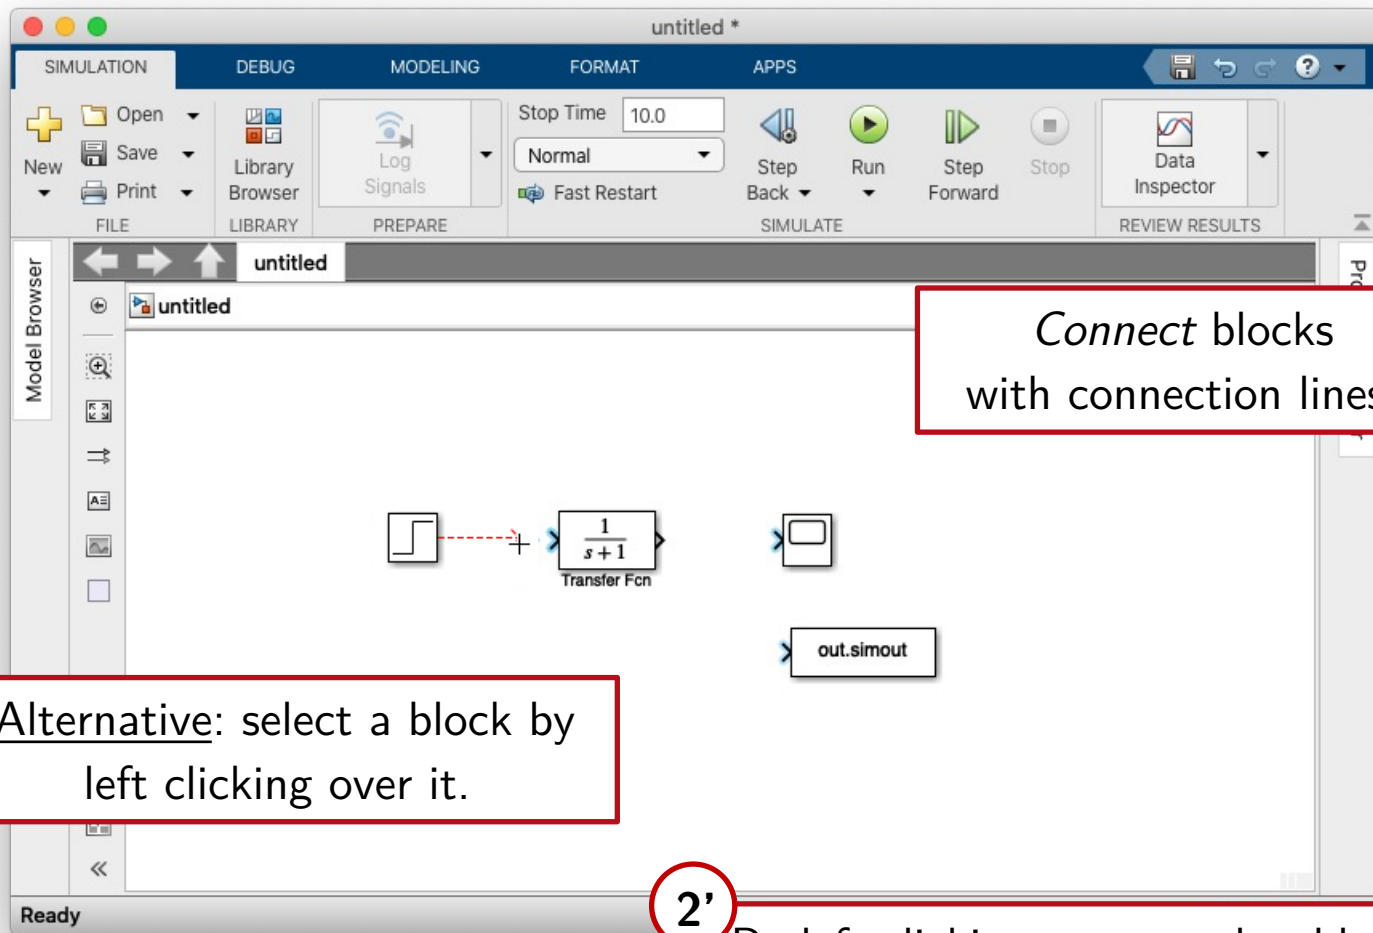 untitled *
SIMULATION DEBUG MODELING FORMAT APPS
New
Open
Save
Print
FILE
Library
Browser
LIBRARY
Log
Signals
PREPARE
Stop Time 10.0
Normal
Fast Restart
Step
Back
Run
Step
Forward
Stop
SIMULATE
Data
Inspector
REVIEW RESULTS
Model Browser
untitled
untitled
Connect blocks
with connection lines
1
s + 1
Transfer Fcn
out.simout
Alternative: select a block by
left clicking over it.
2’
Ready